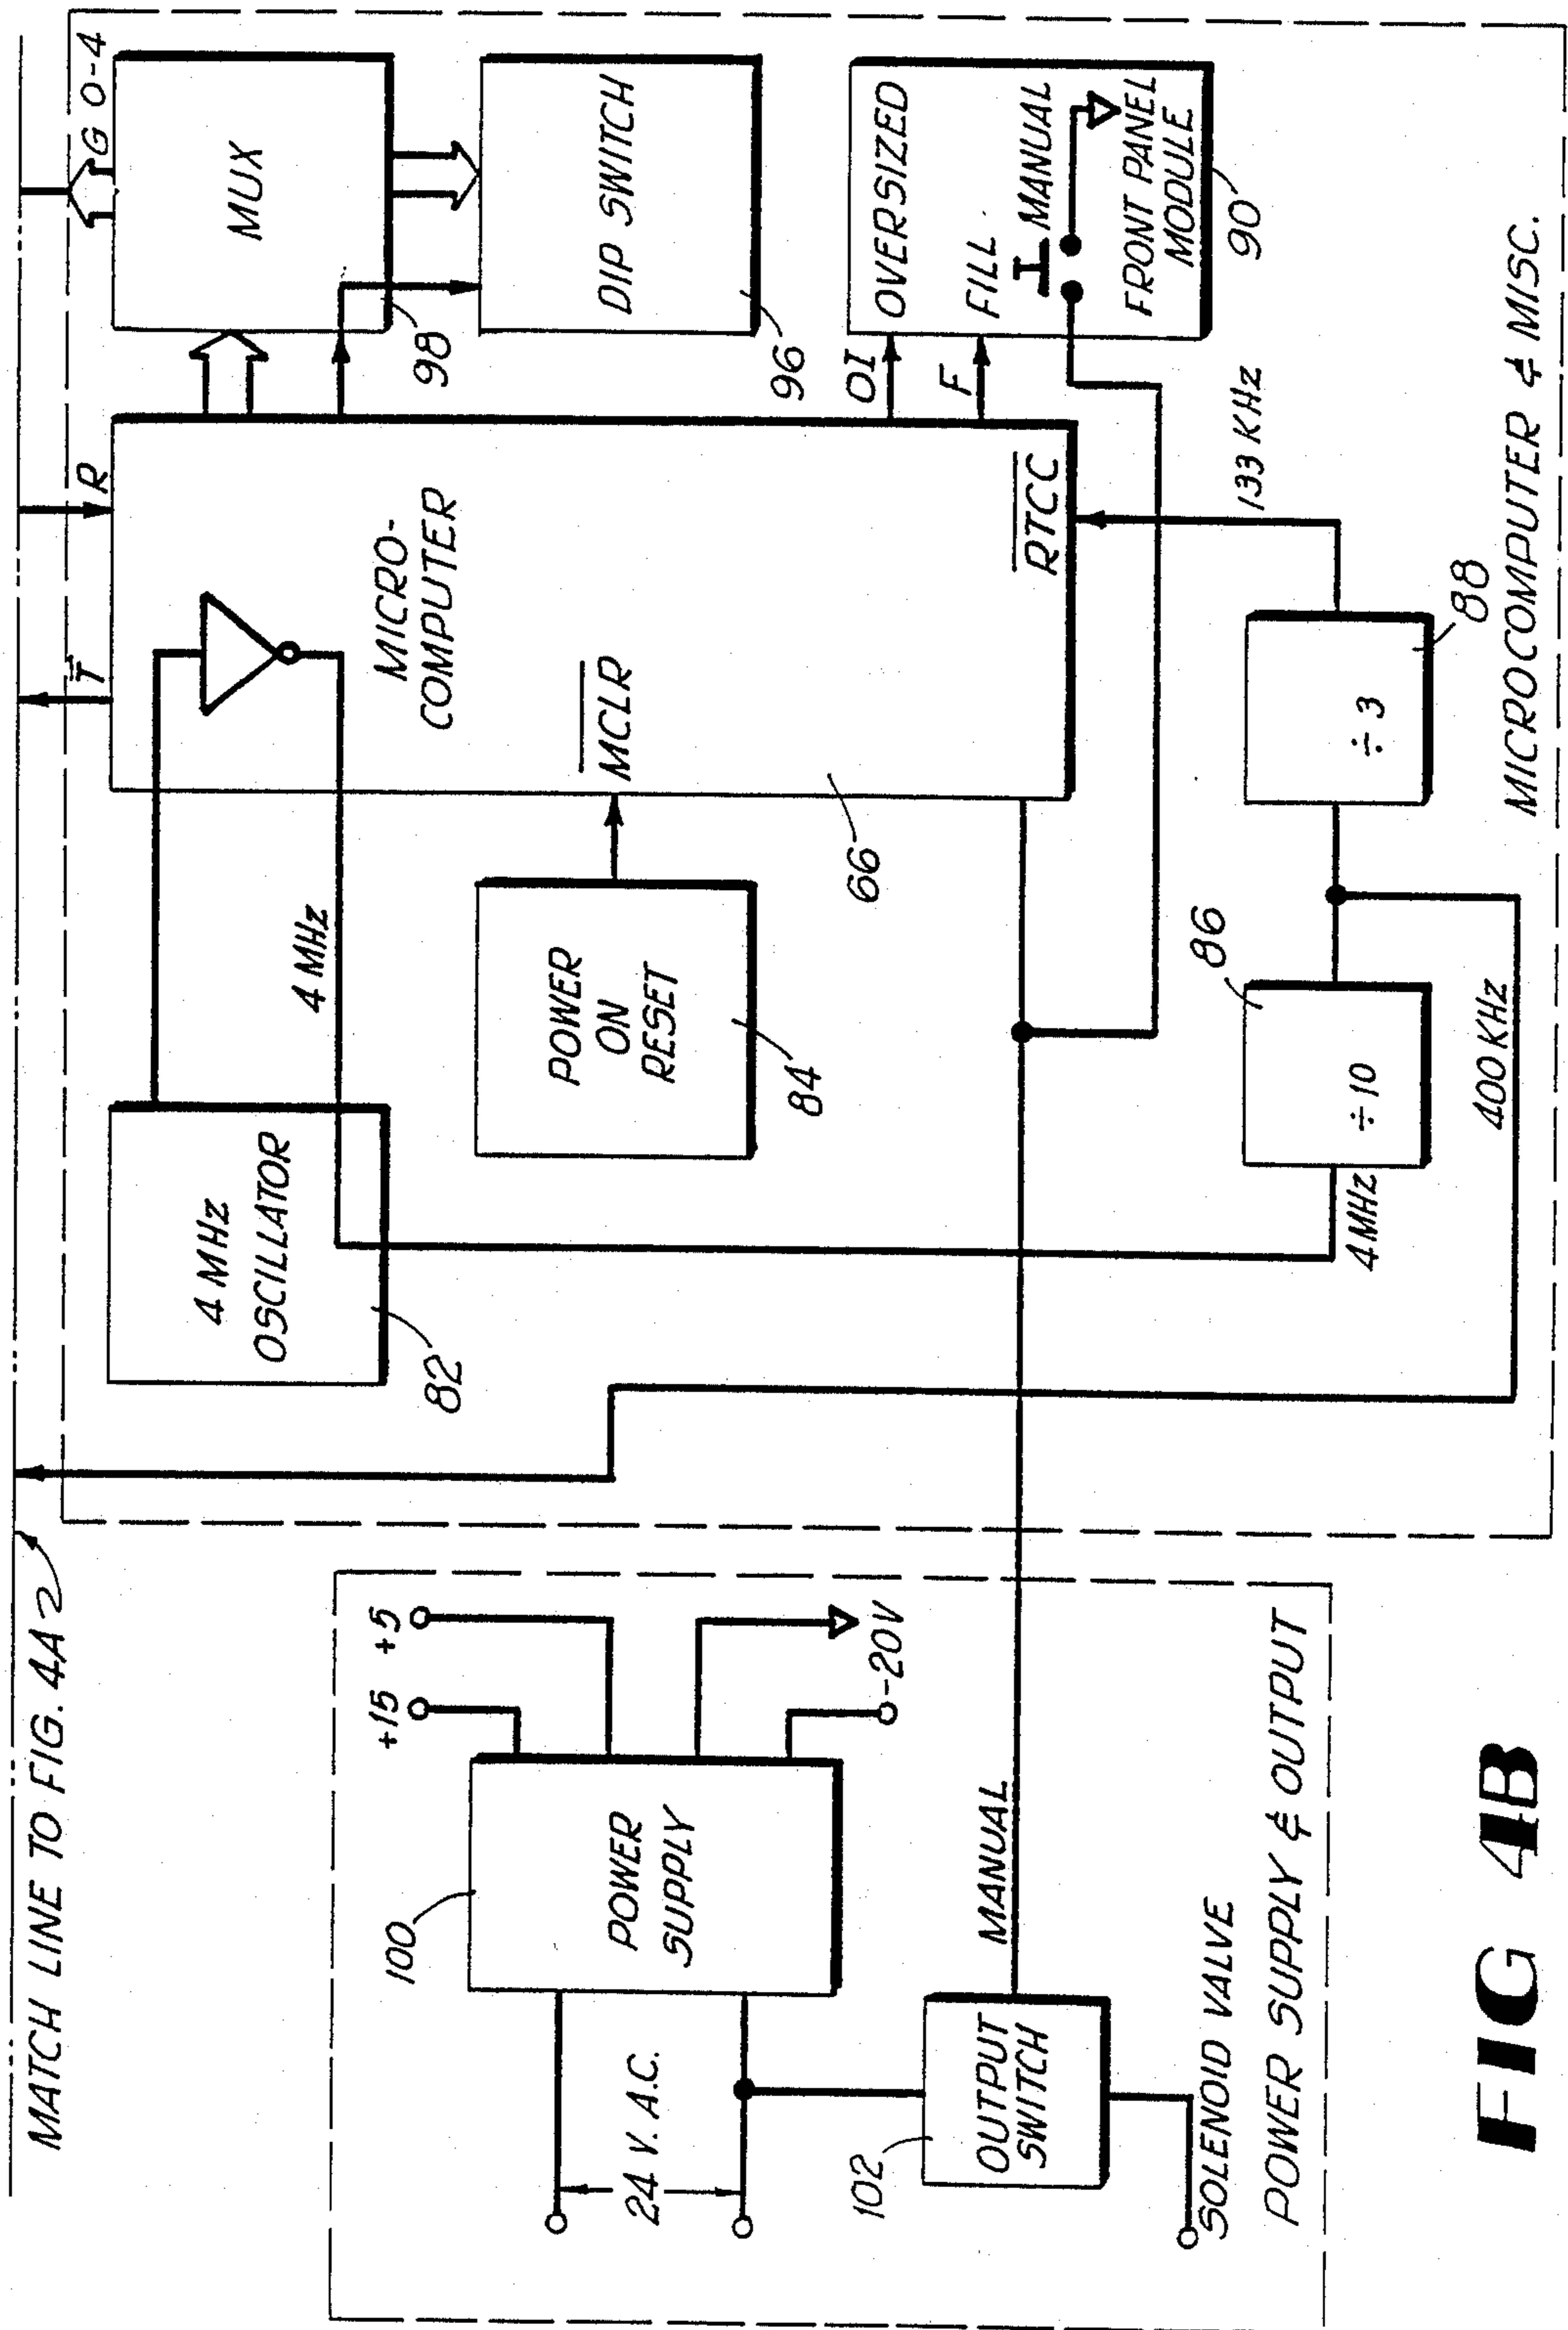 MATCH LINE TO FIG. 4A
G 0-4
T
R
MUX
98
4 MHz
OSCILLATOR
82
4 MHz
MICRO-
COMPUTER
MCLR
RTCC
66
DIP SWITCH
96
POWER
ON
RESET
84
OI
F
OVERSIZED
FILL
MANUAL
FRONT PANEL
MODULE
90
133 KHz
86
÷10
4 MHz
400 KHz
88
÷3
MICROCOMPUTER & MISC.
+15
+5
-20V
100
POWER
SUPPLY
24 V. A.C.
MANUAL
102
OUTPUT
SWITCH
SOLENOID VALVE
POWER SUPPLY & OUTPUT
FIG 4B